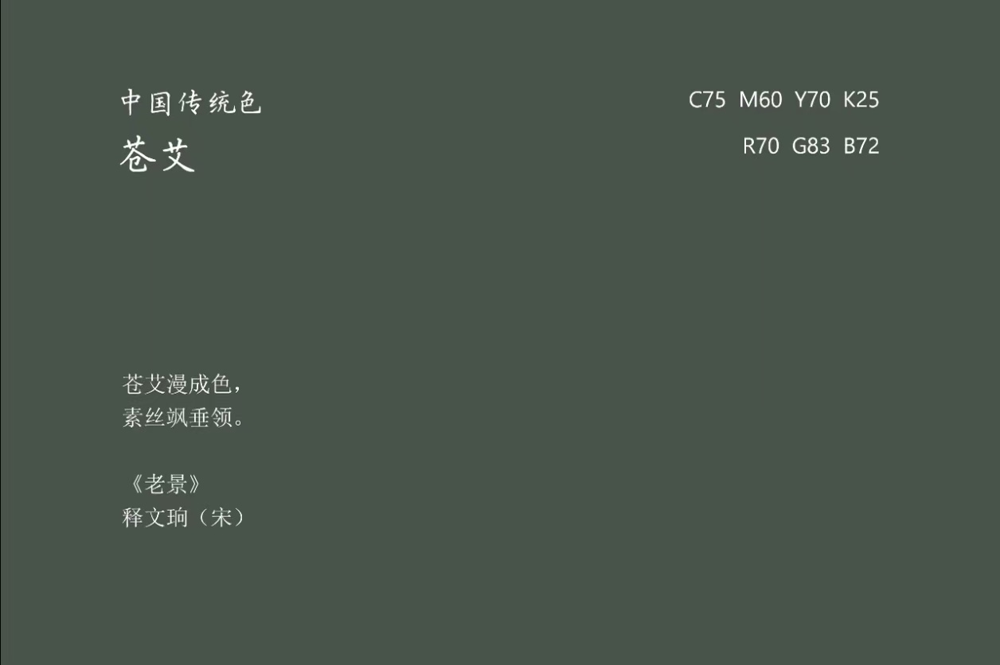 中国传统色
苍艾
C75 M60 Y70 K25
R70 G83 B72
苍艾漫成色，
素丝飒垂领。
《老景》
释文珦（宋）